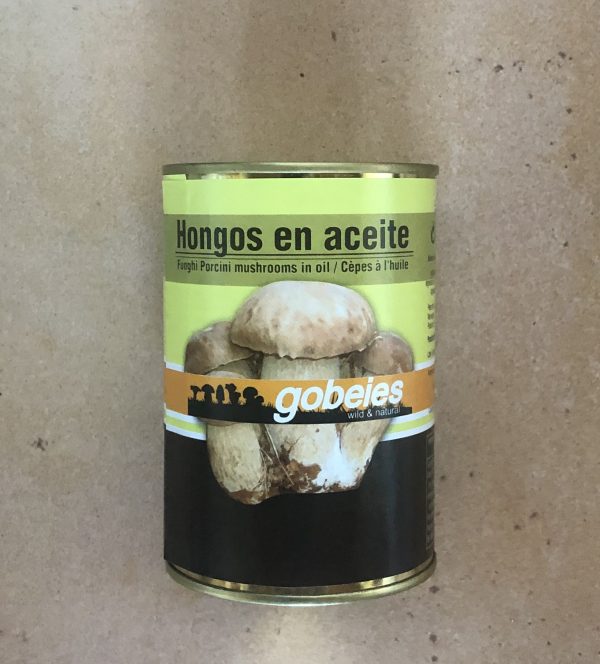 Hongos en aceite
Funghi Porcini mushrooms in oil / Cèpes à l'huile
gobeies
wild & natural